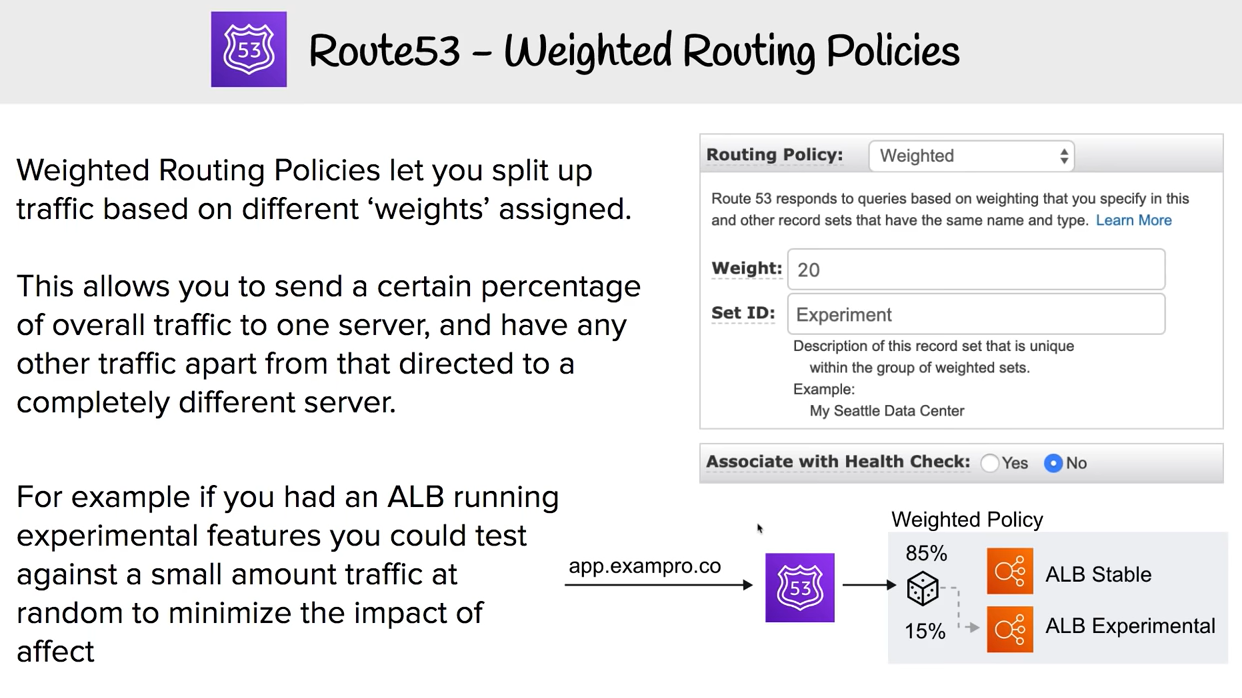 53
Route53 – Weighted Routing Policies
Weighted Routing Policies let you split up
traffic based on different ‘weights’ assigned.
This allows you to send a certain percentage
of overall traffic to one server, and have any
other traffic apart from that directed to a
completely different server.
For example if you had an ALB running
experimental features you could test
against a small amount traffic at
random to minimize the impact of
affect
Routing Policy: Weighted
Route 53 responds to queries based on weighting that you specify in this
and other record sets that have the same name and type. Learn More
Weight: 20
Set ID: Experiment
Description of this record set that is unique
within the group of weighted sets.
Example:
My Seattle Data Center
Associate with Health Check: Yes No
app.exampro.co
53
Weighted Policy
85%
ALB Stable
15%
ALB Experimental